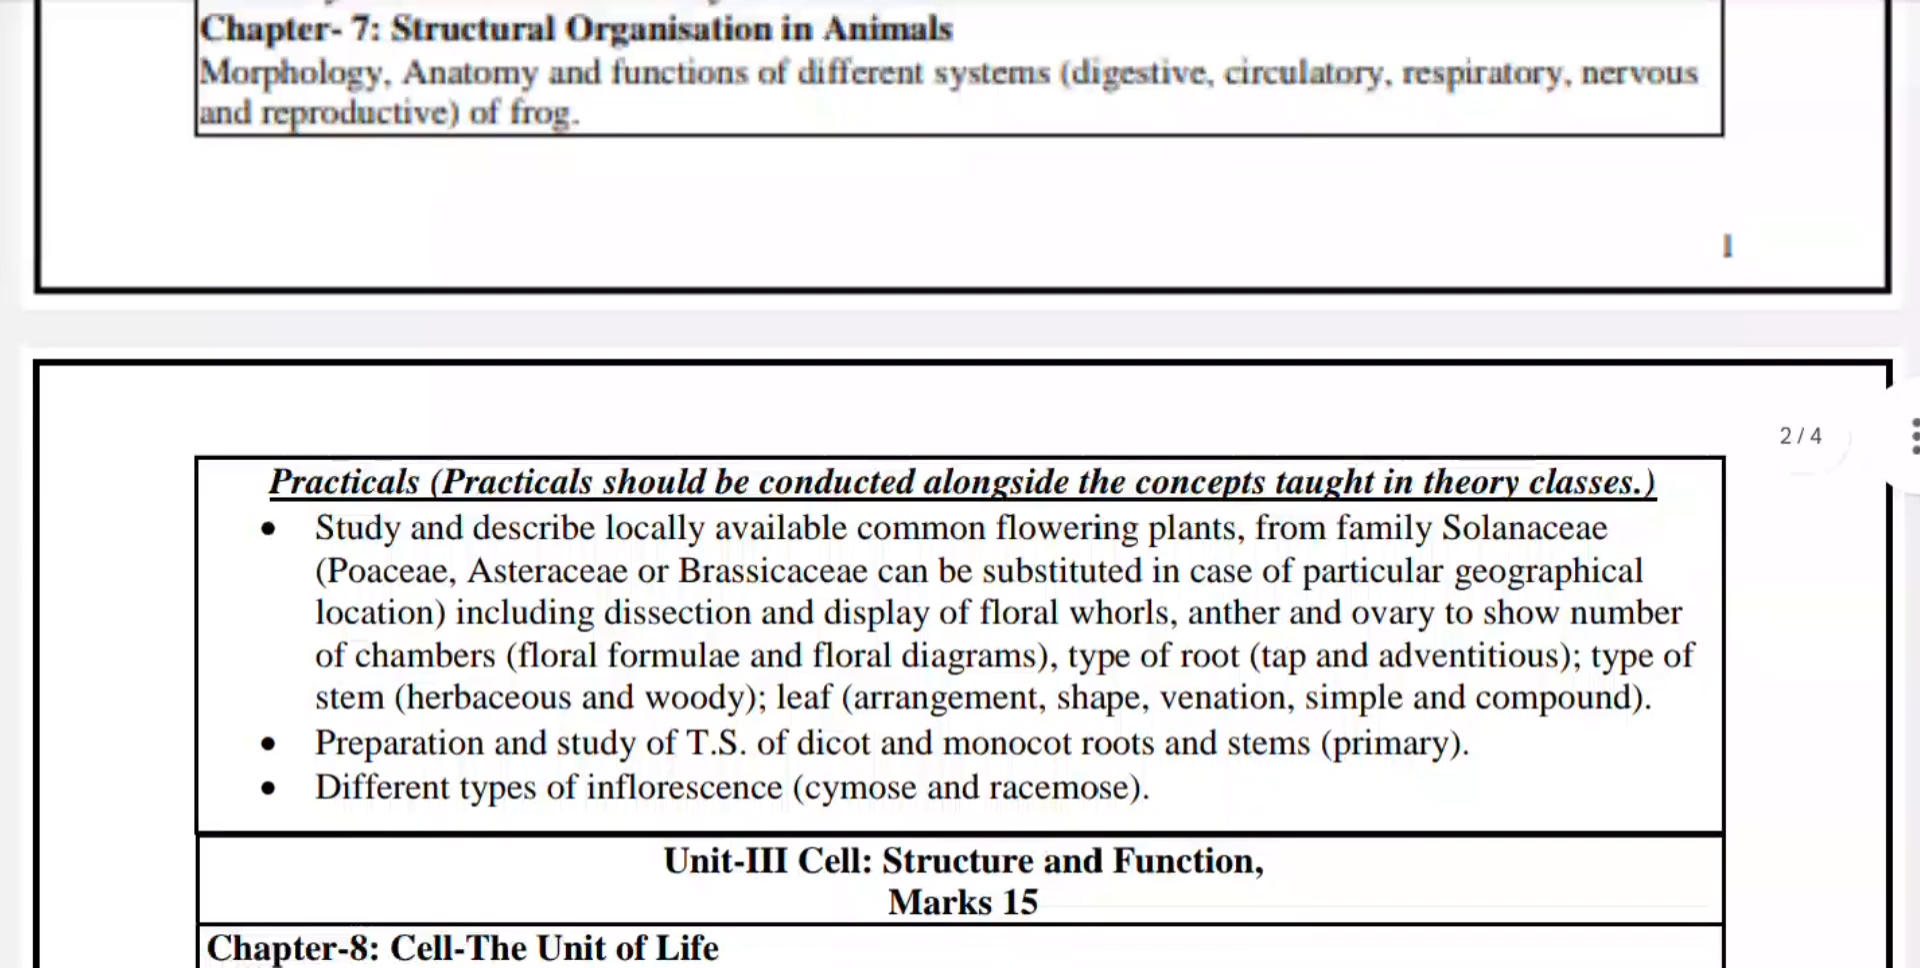 Chapter- 7: Structural Organisation in Animals
Morphology, Anatomy and functions of different systems (digestive, circulatory, respiratory, nervous
and reproductive) of frog.
1
2 / 4
Practicals (Practicals should be conducted alongside the concepts taught in theory classes.)
• Study and describe locally available common flowering plants, from family Solanaceae
(Poaceae, Asteraceae or Brassicaceae can be substituted in case of particular geographical
location) including dissection and display of floral whorls, anther and ovary to show number
of chambers (floral formulae and floral diagrams), type of root (tap and adventitious); type of
stem (herbaceous and woody); leaf (arrangement, shape, venation, simple and compound).
• Preparation and study of T.S. of dicot and monocot roots and stems (primary).
• Different types of inflorescence (cymose and racemose).
Unit-III Cell: Structure and Function,
Marks 15
Chapter-8: Cell-The Unit of Life